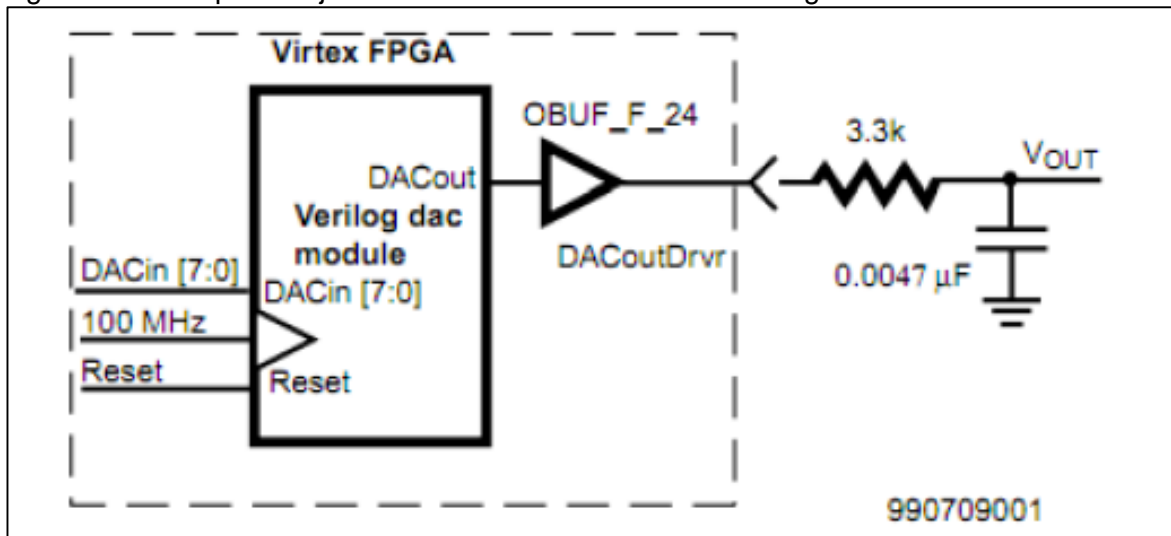 Virtex FPGA
OBUF_F_24
3.3k
VOUT
DACout
Verilog dac
module
DACoutDrvr
0.0047 µF
DACin [7:0]
DACin [7:0]
100 MHz
Reset
Reset
990709001